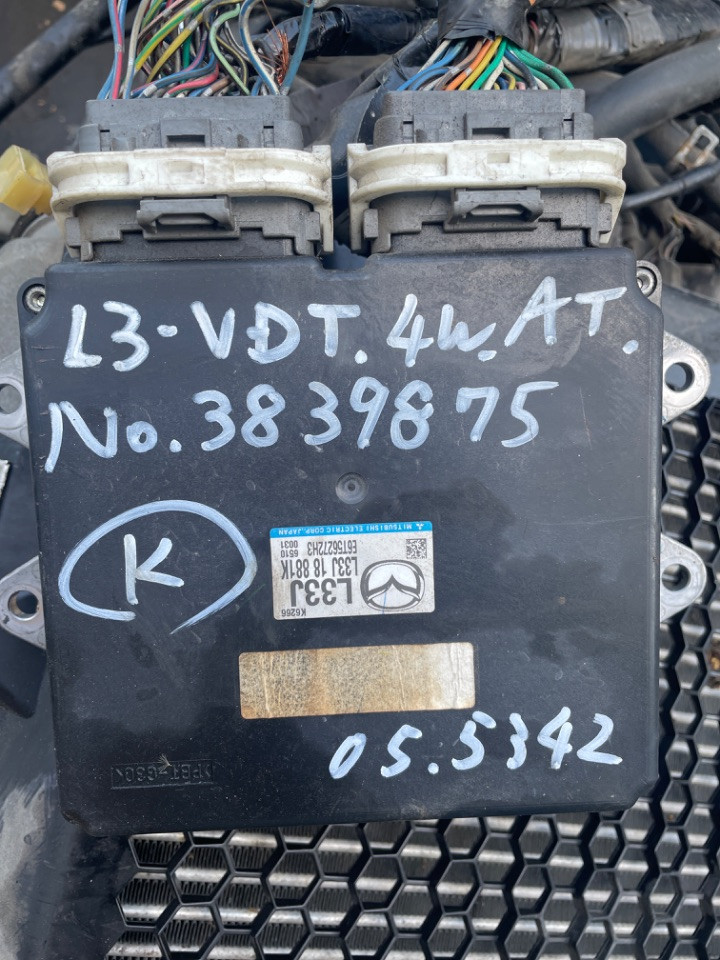 L3-VDT. 4W. AT.
No. 3839875
K
MITSUBISHI ELECTRIC CORP. JAPAN
E6T56272H3
6510
0031
L33J 18 881K
L33J
K6266
05.5342